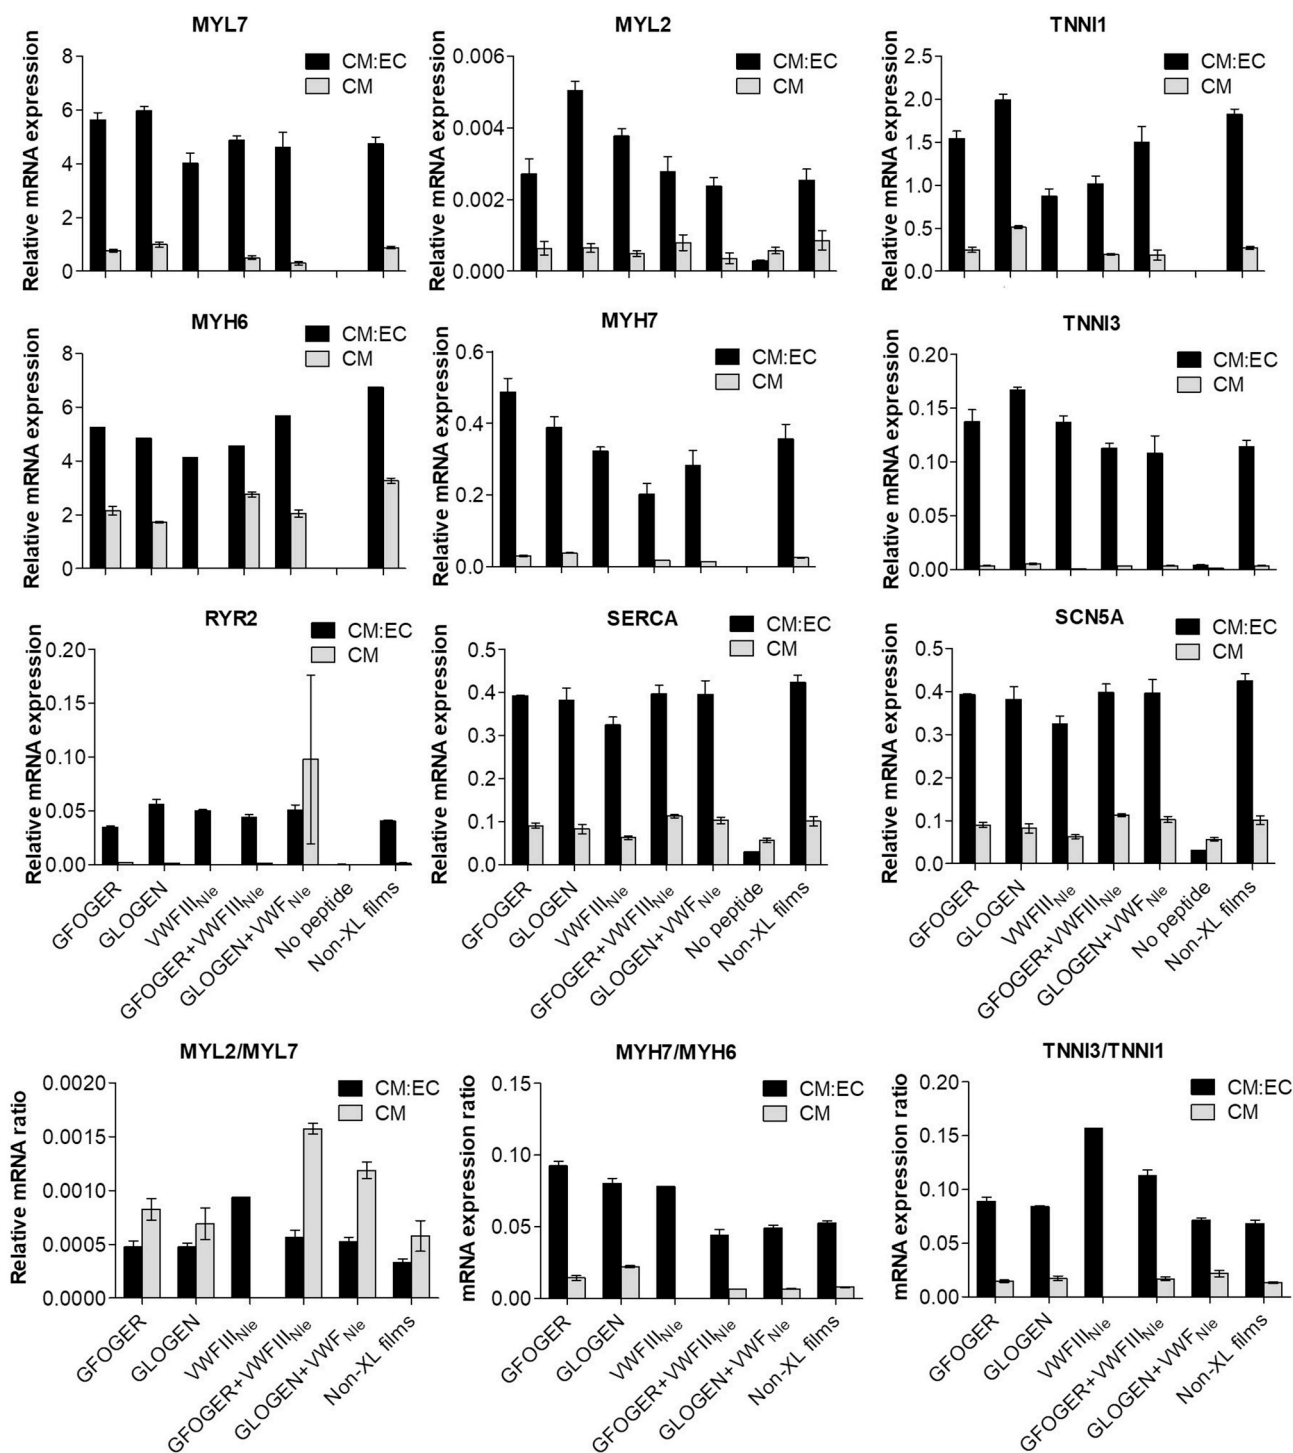 MYL7
Relative mRNA expression
8
6
4
2
0
CM:EC
CM
MYL2
Relative mRNA expression
0.006
0.004
0.002
0.000
CM:EC
CM
TNNI1
Relative mRNA expression
2.5
2.0
1.5
1.0
0.5
0.0
CM:EC
CM
MYH6
Relative mRNA expression
8
6
4
2
0
CM:EC
CM
MYH7
Relative mRNA expression
0.6
0.4
0.2
0.0
CM:EC
CM
TNNI3
Relative mRNA expression
0.20
0.15
0.10
0.05
0.00
CM:EC
CM
RYR2
Relative mRNA expression
0.20
0.15
0.10
0.05
0.00
CM:EC
CM
GFOGER
GLOGEN
VWFIIINle
GFOGER+VWFIIINle
GLOGEN+VWFNle
No peptide
Non-XL films
SERCA
Relative mRNA expression
0.5
0.4
0.3
0.2
0.1
0.0
CM:EC
CM
GFOGER
GLOGEN
VWFIIINle
GFOGER+VWFIIINle
GLOGEN+VWFNle
No peptide
Non-XL films
SCN5A
Relative mRNA expression
0.5
0.4
0.3
0.2
0.1
0.0
CM:EC
CM
GFOGER
GLOGEN
VWFIIINle
GFOGER+VWFIIINle
GLOGEN+VWFNle
No peptide
Non-XL films
MYL2/MYL7
Relative mRNA ratio
0.0020
0.0015
0.0010
0.0005
0.0000
CM:EC
CM
GFOGER
GLOGEN
VWFIIINle
GFOGER+VWFIIINle
GLOGEN+VWFNle
Non-XL films
MYH7/MYH6
mRNA expression ratio
0.15
0.10
0.05
0.00
CM:EC
CM
GFOGER
GLOGEN
VWFIIINle
GFOGER+VWFIIINle
GLOGEN+VWFNle
Non-XL films
TNNI3/TNNI1
mRNA expression ratio
0.20
0.15
0.10
0.05
0.00
CM:EC
CM
GFOGER
GLOGEN
VWFIIINle
GFOGER+VWFIIINle
GLOGEN+VWFNle
Non-XL films